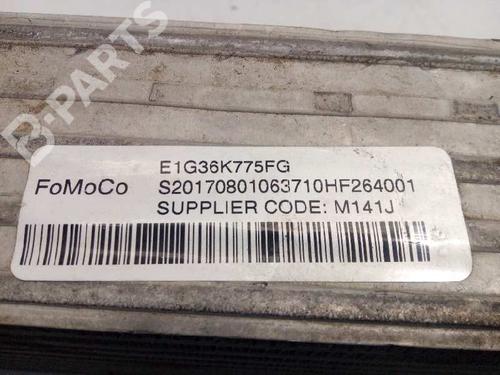 B-PARTS
E1G36K775FG
FoMoCo S20170801063710HF264001
SUPPLIER CODE: M141J